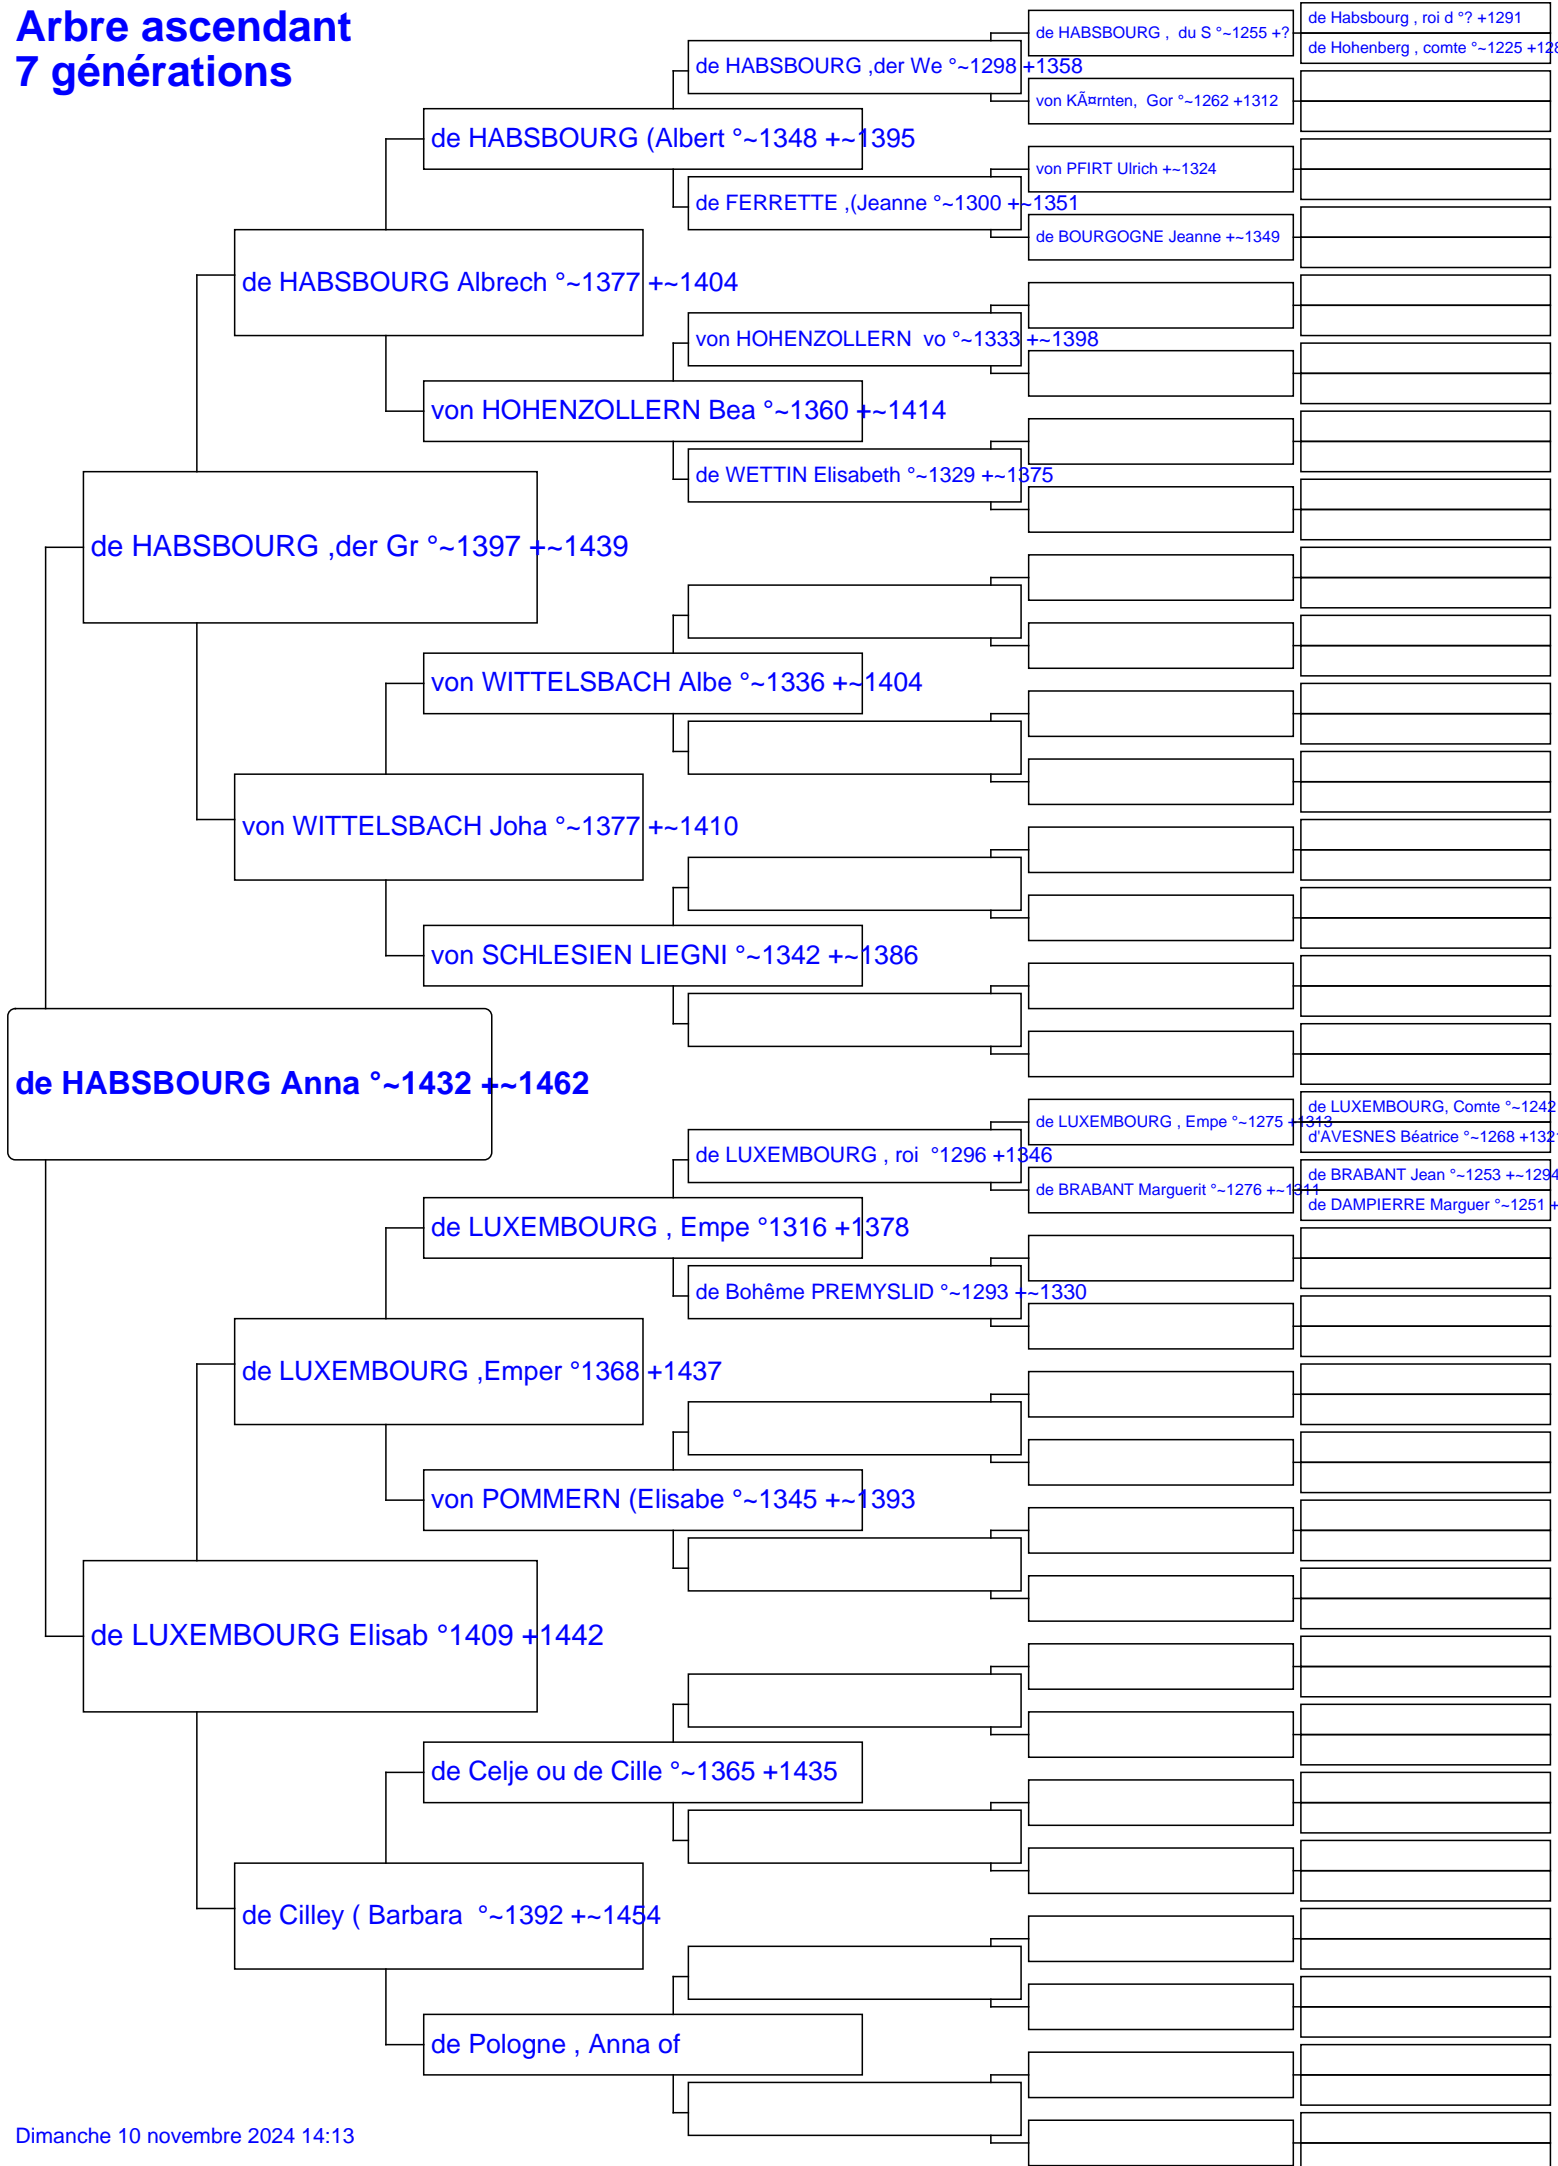 Arbre ascendant
7 générations
de Habsbourg , roi d °? +1291
de HABSBOURG ,  du S °~1255 +?
de Hohenberg , comte °~1225 +128
de HABSBOURG ,der We °~1298 +1358
von KÃ¤rnten,  Gor °~1262 +1312
de HABSBOURG (Albert °~1348 +~1395
von PFIRT Ulrich +~1324
de FERRETTE ,(Jeanne °~1300 +~1351
de BOURGOGNE Jeanne +~1349
de HABSBOURG Albrech °~1377 +~1404
von HOHENZOLLERN  vo °~1333 +~1398
von HOHENZOLLERN Bea °~1360 +~1414
de WETTIN Elisabeth °~1329 +~1375
de HABSBOURG ,der Gr °~1397 +~1439
von WITTELSBACH Albe °~1336 +~1404
von WITTELSBACH Joha °~1377 +~1410
von SCHLESIEN LIEGNI °~1342 +~1386
de HABSBOURG Anna °~1432 +~1462
de LUXEMBOURG, Comte °~1242
de LUXEMBOURG , Empe °~1275 +1313
d'AVESNES Béatrice °~1268 +1321
de LUXEMBOURG , roi  °1296 +1346
de BRABANT Jean °~1253 +~1294
de BRABANT Marguerit °~1276 +~1311
de DAMPIERRE Marguer °~1251 +
de LUXEMBOURG , Empe °1316 +1378
de Bohême PREMYSLID °~1293 +~1330
de LUXEMBOURG ,Emper °1368 +1437
von POMMERN (Elisabe °~1345 +~1393
de LUXEMBOURG Elisab °1409 +1442
de Celje ou de Cille °~1365 +1435
de Cilley ( Barbara  °~1392 +~1454
de Pologne , Anna of
Dimanche 10 novembre 2024 14:13